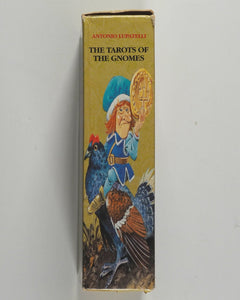 ANTONIO LUPATELLI
THE TAROTS OF
THE GNOMES